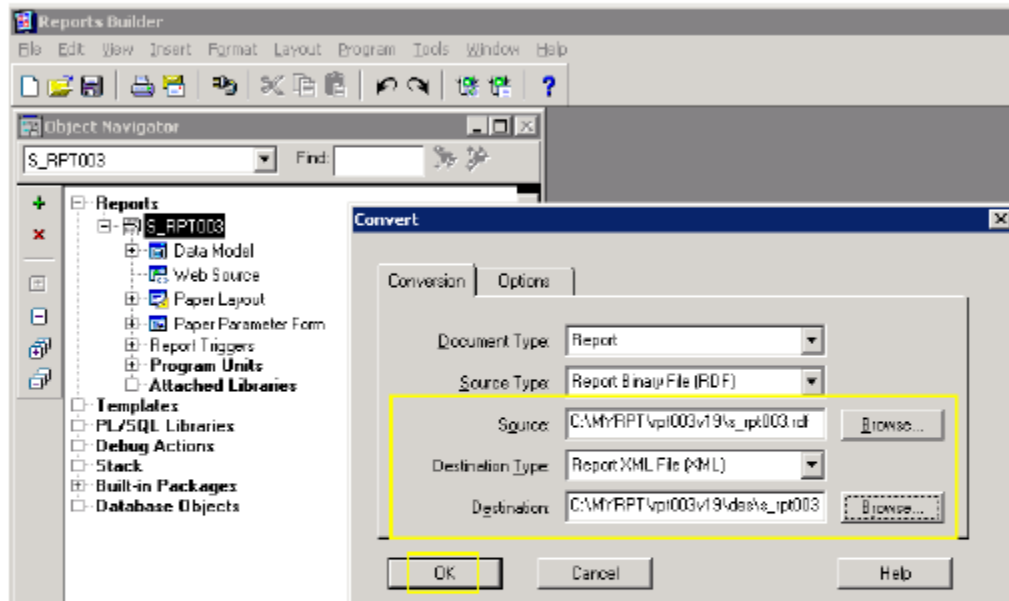 Reports Builder
File Edit View Insert Format Layout Program Tools Window Help
Object Navigator
S_RPT003 Find:
Reports
S_RPT003
Data Model
Web Source
Paper Layout
Paper Parameter Form
Report Triggers
Program Units
Attached Libraries
Templates
PL/SQL Libraries
Debug Actions
Stack
Built-in Packages
Database Objects
Convert
Conversion Options
Document Type: Report
Source Type: Report Binary File (RDF)
Source: C:\MYRPT\rpt003v19\s_rpt003.rdf Browse...
Destination Type: Report XML File (XML)
Destination: C:\MYRPT\rpt003v19\des\s_rpt003 Browse...
OK Cancel Help